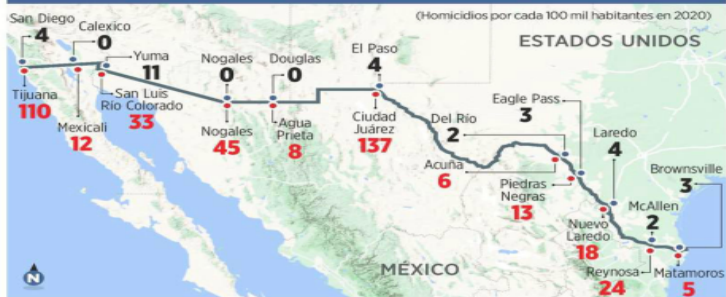 (Homicidios por cada 100 mil habitantes en 2020)
ESTADOS UNIDOS
San Diego
4
Calexico
0
Yuma
11
Nogales
0
Douglas
0
El Paso
4
Del Río
2
Eagle Pass
3
Laredo
4
McAllen
2
Brownsville
3
Tijuana
110
Mexicali
12
San Luis
Río Colorado
33
Nogales
45
Agua
Prieta
8
Ciudad
Juárez
137
Acuña
6
Piedras
Negras
13
Nuevo
Laredo
18
Reynosa
24
Matamoros
5
MÉXICO
N